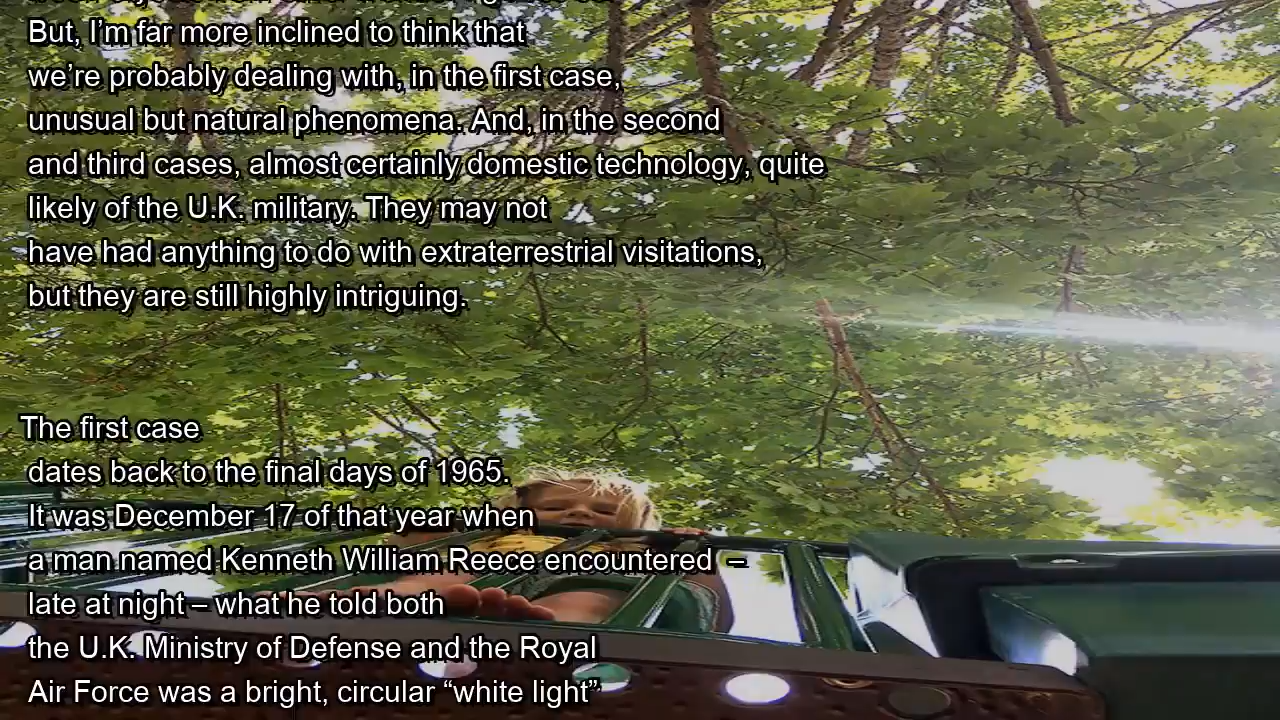 But, I’m far more inclined to think that
we’re probably dealing with, in the first case,
unusual but natural phenomena. And, in the second
and third cases, almost certainly domestic technology, quite
likely of the U.K. military. They may not
have had anything to do with extraterrestrial visitations,
but they are still highly intriguing.
The first case
dates back to the final days of 1965.
It was December 17 of that year when
a man named Kenneth William Reece encountered –
late at night – what he told both
the U.K. Ministry of Defense and the Royal
Air Force was a bright, circular “white light”